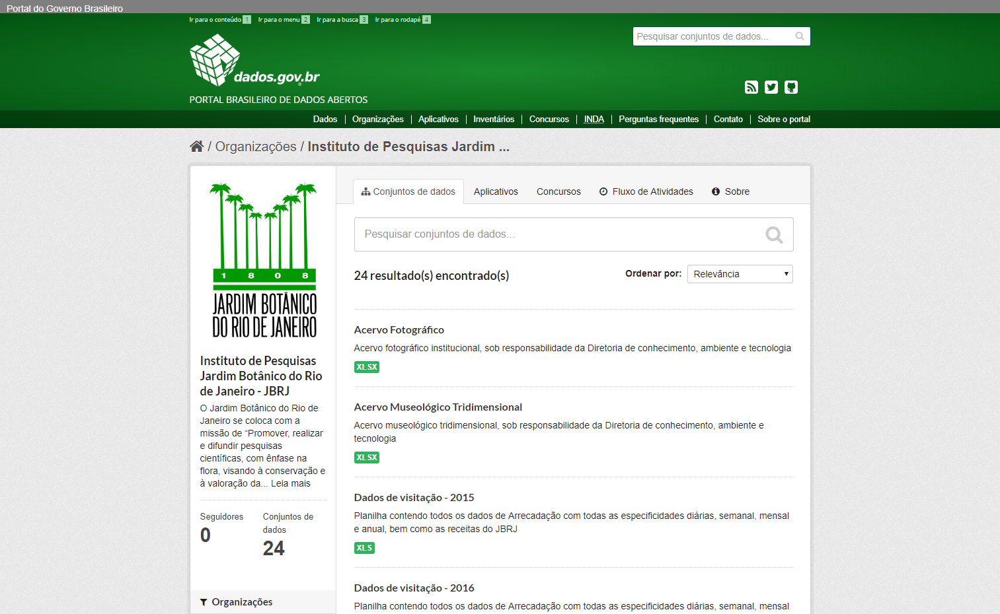 Portal do Governo Brasileiro
Ir para o conteúdo 1 Ir para o menu 2 Ir para a busca 3 Ir para o rodapé 4
Pesquisar conjuntos de dados...
dados.gov.br
PORTAL BRASILEIRO DE DADOS ABERTOS
Dados Organizações Aplicativos Inventários Concursos INDA Perguntas frequentes Contato Sobre o portal
/ Organizações / Instituto de Pesquisas Jardim ...
1 8 0 8
JARDIM BOTÂNICO
DO RIO DE JANEIRO
Instituto de Pesquisas
Jardim Botânico do Rio
de Janeiro - JBRJ
O Jardim Botânico do Rio de
Janeiro se coloca com a
missão de “Promover, realizar
e difundir pesquisas
científicas, com ênfase na
flora, visando à conservação e
à valoração da... Leia mais
Seguidores
0
Conjuntos de
dados
24
Organizações
Conjuntos de dados Aplicativos Concursos Fluxo de Atividades Sobre
Pesquisar conjuntos de dados...
24 resultado(s) encontrado(s)
Ordenar por: Relevância
Acervo Fotográfico
Acervo fotográfico institucional, sob responsabilidade da Diretoria de conhecimento, ambiente e tecnologia
XLSX
Acervo Museológico Tridimensional
Acervo museológico tridimensional, sob responsabilidade da Diretoria de conhecimento, ambiente e
tecnologia
XLSX
Dados de visitação - 2015
Planilha contendo todos os dados de Arrecadação com todas as especificidades diárias, semanal, mensal
e anual, bem como as receitas do JBRJ
XLS
Dados de visitação - 2016
Planilha contendo todos os dados de Arrecadação com todas as especificidades diárias, semanal, mensal